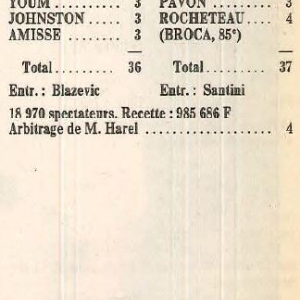 YOUM ......... 3 PAVON ........ 3
JOHNSTON ..... 3 ROCHETEAU .... 4
AMISSE ....... 3 (BROCA, 85e)
Total ......... 36 Total ......... 37
Entr. : Blazevic Entr. : Santini
18 970 spectateurs. Recette : 985 686 F
Arbitrage de M. Harel .................. 4